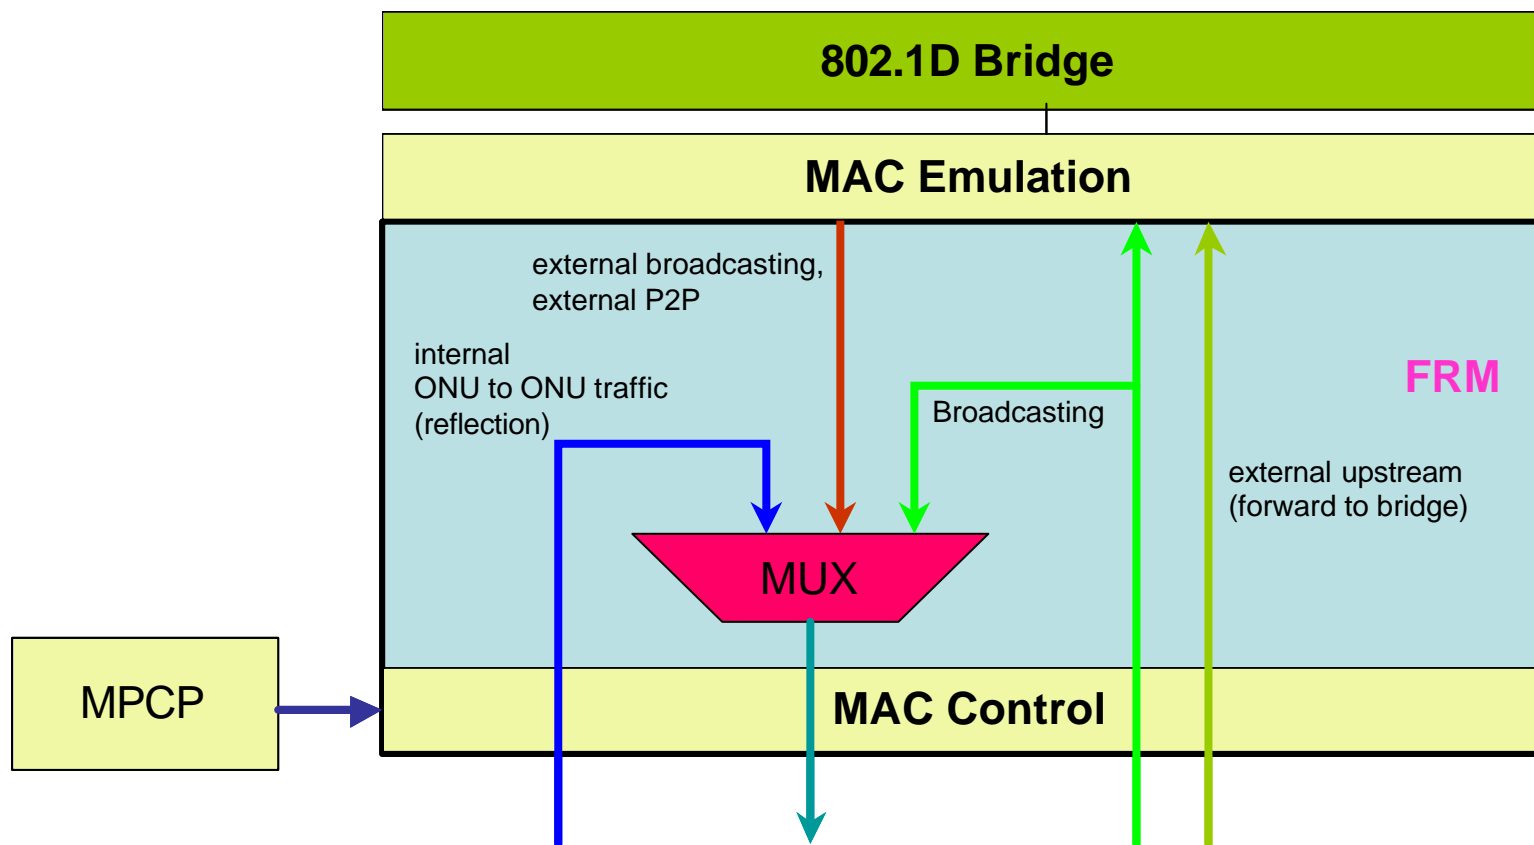 802.1D Bridge
MAC Emulation
external broadcasting,
external P2P
internal
ONU to ONU traffic
(reflection)
FRM
Broadcasting
external upstream
(forward to bridge)
MUX
MPCP
MAC Control